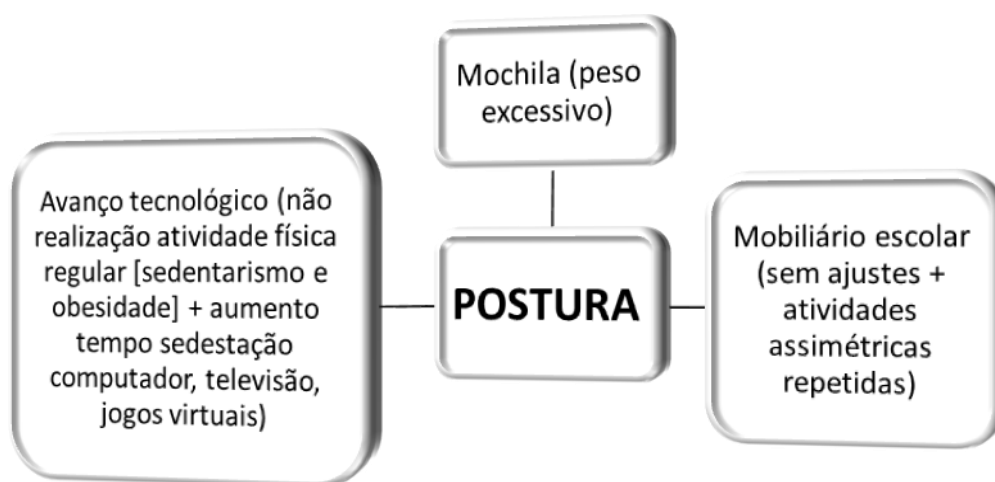 Mochila (peso
excessivo)
Avanço tecnológico (não
realização atividade física
regular [sedentarismo e
obesidade] + aumento
tempo sedestação
computador, televisão,
jogos virtuais)
POSTURA
Mobiliário escolar
(sem ajustes +
atividades
assimétricas
repetidas)